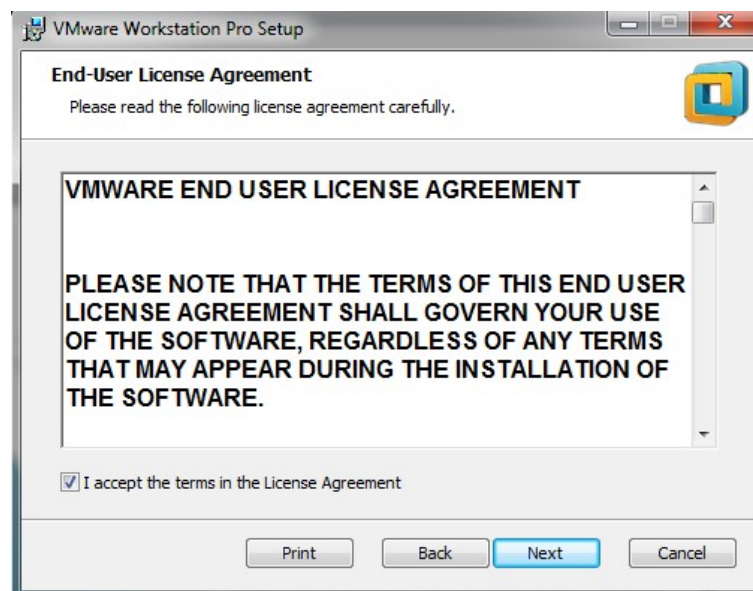 VMware Workstation Pro Setup
End-User License Agreement
Please read the following license agreement carefully.
VMWARE END USER LICENSE AGREEMENT
PLEASE NOTE THAT THE TERMS OF THIS END USER
LICENSE AGREEMENT SHALL GOVERN YOUR USE
OF THE SOFTWARE, REGARDLESS OF ANY TERMS
THAT MAY APPEAR DURING THE INSTALLATION OF
THE SOFTWARE.
I accept the terms in the License Agreement
Print Back Next Cancel